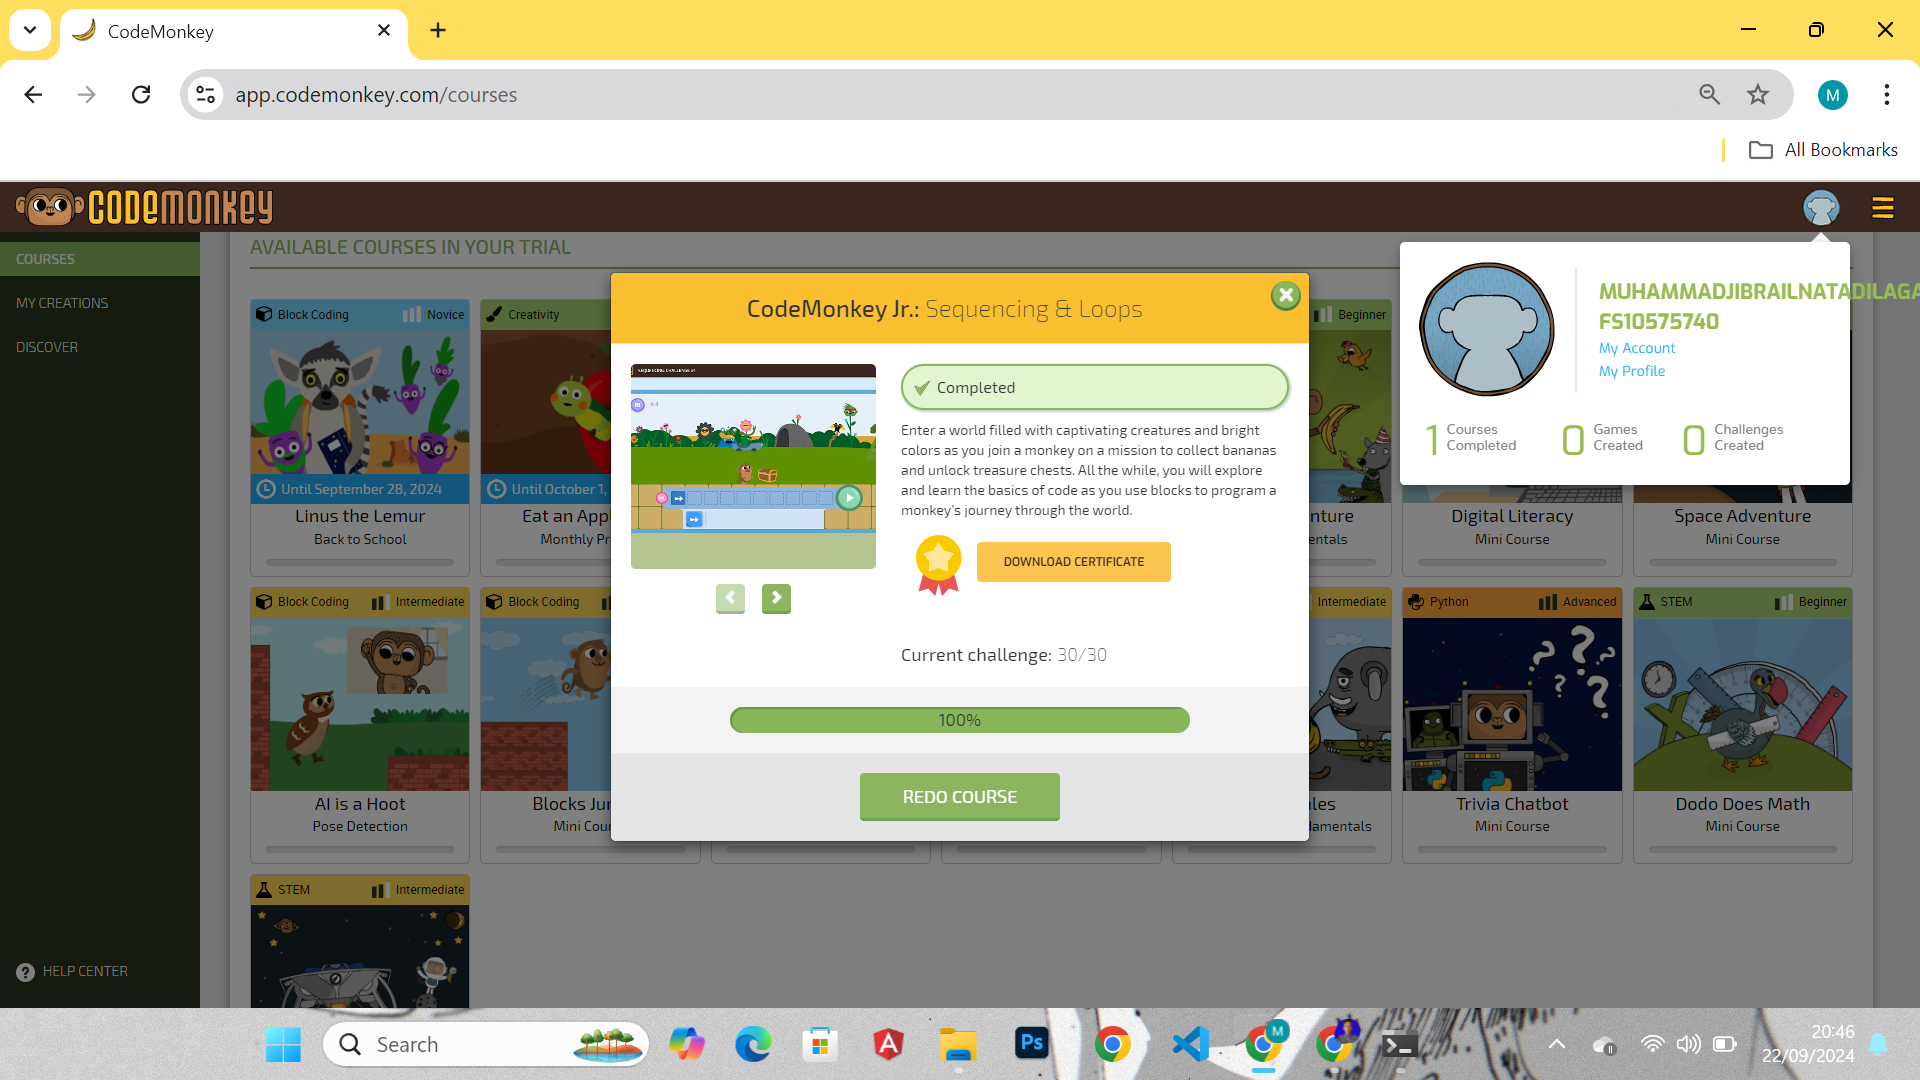 CodeMonkey
app.codemonkey.com/courses
M
All Bookmarks
CODEMONKEY
COURSES
MY CREATIONS
DISCOVER
HELP CENTER
AVAILABLE COURSES IN YOUR TRIAL
Block Coding
Novice
Until September 28, 2024
Linus the Lemur
Back to School
Creativity
Until October 1,
Eat an App
Monthly Pr
Beginner
nture
entals
Digital Literacy
Mini Course
Space Adventure
Mini Course
Block Coding
Intermediate
AI is a Hoot
Pose Detection
Block Coding
Blocks Jun
Mini Cou
Intermediate
les
damentals
Python
Advanced
Trivia Chatbot
Mini Course
STEM
Beginner
Dodo Does Math
Mini Course
STEM
Intermediate
CodeMonkey Jr.: Sequencing & Loops
Completed
Enter a world filled with captivating creatures and bright
colors as you join a monkey on a mission to collect bananas
and unlock treasure chests. All the while, you will explore
and learn the basics of code as you use blocks to program a
monkey's journey through the world.
DOWNLOAD CERTIFICATE
Current challenge: 30/30
100%
REDO COURSE
MUHAMMADJIBRAILNATADILAGA
FS10575740
My Account
My Profile
1 Courses
Completed
0 Games
Created
0 Challenges
Created
Search
Ps
M
20:46
22/09/2024